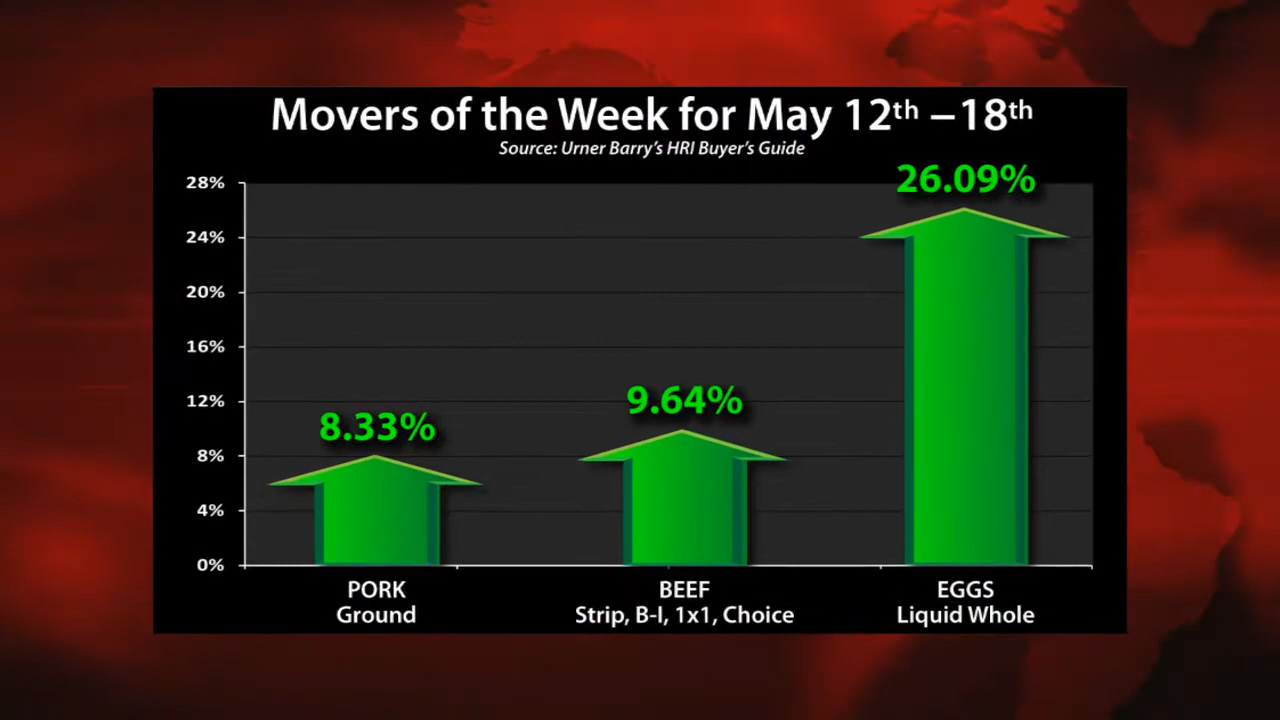 Movers of the Week for May 12th –18th
Source: Urner Barry's HRI Buyer's Guide
28%
24%
20%
16%
12%
8%
4%
0%
8.33%
9.64%
26.09%
PORK
Ground
BEEF
Strip, B-I, 1x1, Choice
EGGS
Liquid Whole